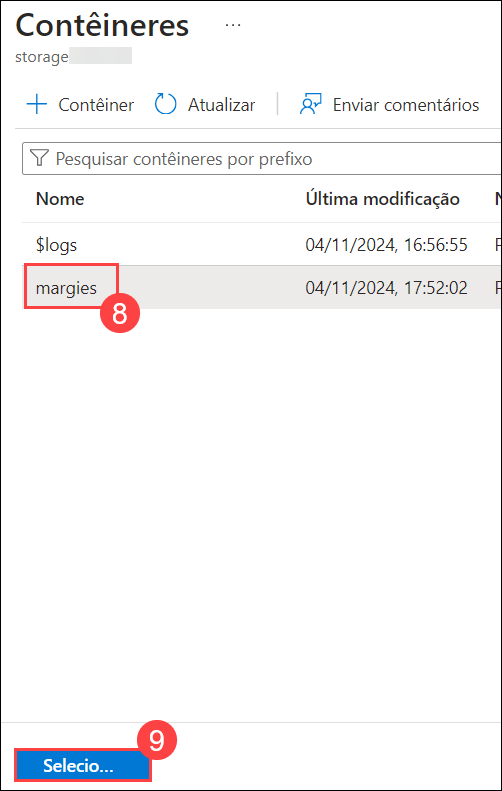 Contêineres ...
storage
Contêiner Atualizar Enviar comentários
Pesquisar contêineres por prefixo
Nome Última modificação
$logs 04/11/2024, 16:56:55
margies 04/11/2024, 17:52:02
8
9
Selecio...